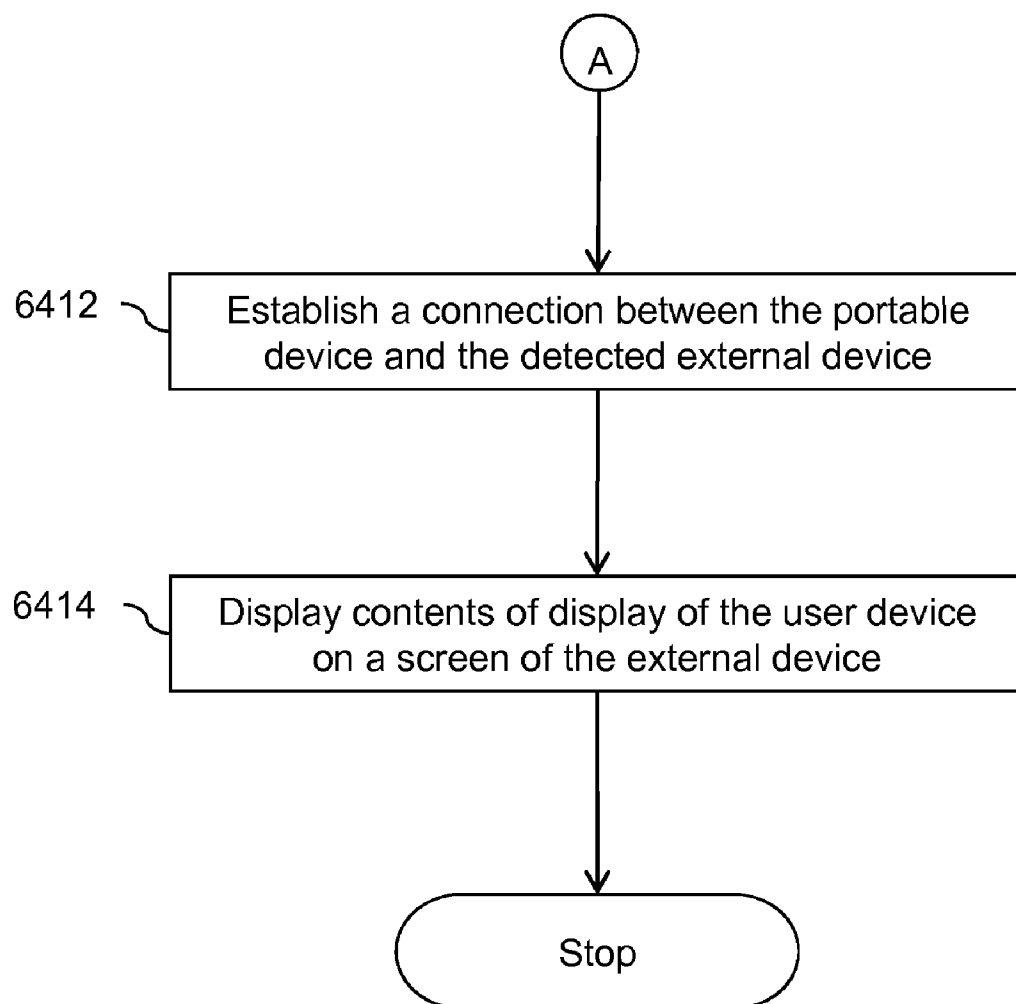 A
6412
Establish a connection between the portable
device and the detected external device
6414
Display contents of display of the user device
on a screen of the external device
Stop